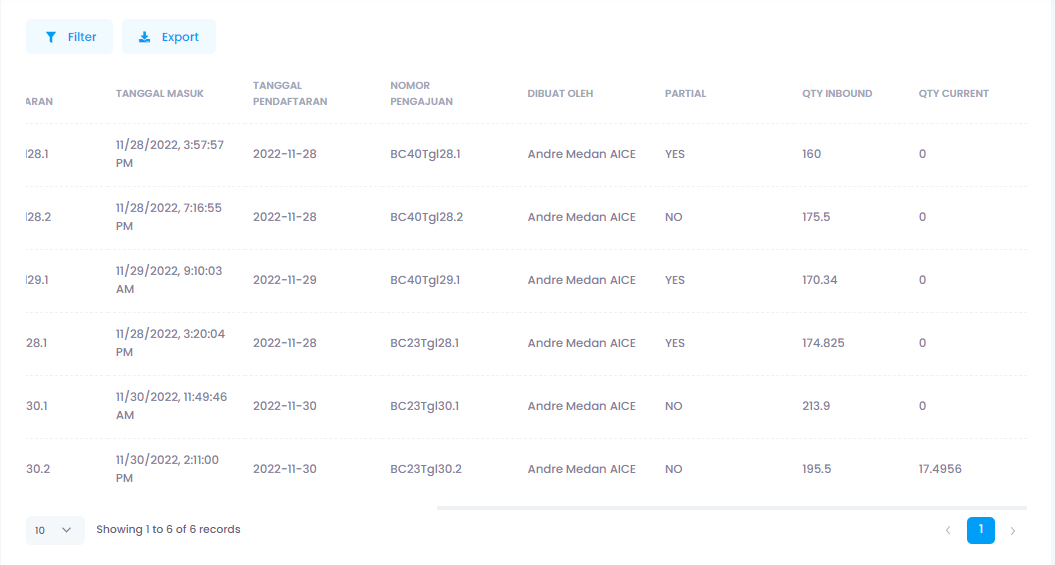 Filter Export
ARAN TANGGAL MASUK TANGGAL PENDAFTARAN NOMOR PENGAJUAN DIBUAT OLEH PARTIAL QTY INBOUND QTY CURRENT
28.1 11/28/2022, 3:57:57 PM 2022-11-28 BC40Tgl28.1 Andre Medan AICE YES 160 0
28.2 11/28/2022, 7:16:55 PM 2022-11-28 BC40Tgl28.2 Andre Medan AICE NO 175.5 0
29.1 11/29/2022, 9:10:03 AM 2022-11-29 BC40Tgl29.1 Andre Medan AICE YES 170.34 0
28.1 11/28/2022, 3:20:04 PM 2022-11-28 BC23Tgl28.1 Andre Medan AICE YES 174.825 0
30.1 11/30/2022, 11:49:46 AM 2022-11-30 BC23Tgl30.1 Andre Medan AICE NO 213.9 0
30.2 11/30/2022, 2:11:00 PM 2022-11-30 BC23Tgl30.2 Andre Medan AICE NO 195.5 17.4956
10 Showing 1 to 6 of 6 records 1